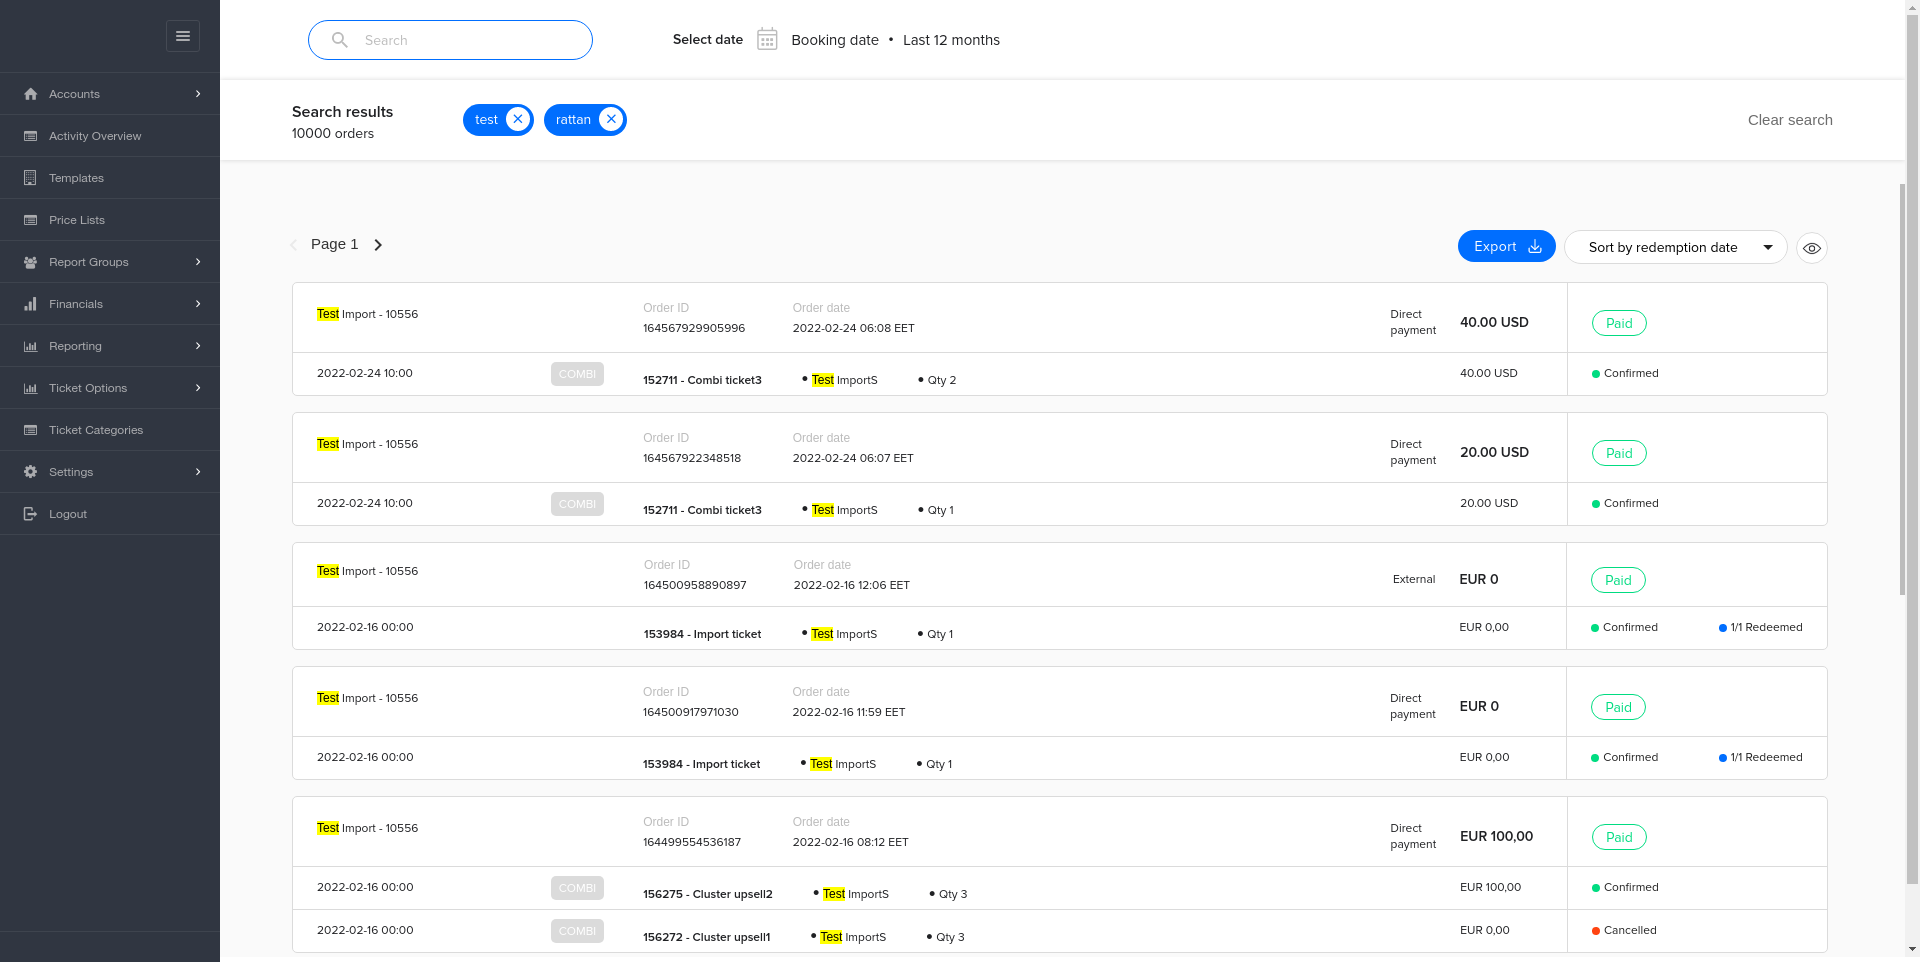 Search
Select date
Booking date • Last 12 months
Accounts
Activity Overview
Templates
Price Lists
Report Groups
Financials
Reporting
Ticket Options
Ticket Categories
Settings
Logout
Search results
10000 orders
test
rattan
Clear search
Page 1
Export
Sort by redemption date
Test Import - 10556
Order ID
164567929905996
Order date
2022-02-24 06:08 EET
Direct
payment
40.00 USD
Paid
2022-02-24 10:00
COMBI
152711 - Combi ticket3
• Test ImportS
• Qty 2
40.00 USD
Confirmed
Test Import - 10556
Order ID
164567922348518
Order date
2022-02-24 06:07 EET
Direct
payment
20.00 USD
Paid
2022-02-24 10:00
COMBI
152711 - Combi ticket3
• Test ImportS
• Qty 1
20.00 USD
Confirmed
Test Import - 10556
Order ID
164500958890897
Order date
2022-02-16 12:06 EET
External
EUR 0
Paid
2022-02-16 00:00
153984 - Import ticket
• Test ImportS
• Qty 1
EUR 0,00
Confirmed
1/1 Redeemed
Test Import - 10556
Order ID
164500917971030
Order date
2022-02-16 11:59 EET
Direct
payment
EUR 0
Paid
2022-02-16 00:00
153984 - Import ticket
• Test ImportS
• Qty 1
EUR 0,00
Confirmed
1/1 Redeemed
Test Import - 10556
Order ID
164499554536187
Order date
2022-02-16 08:12 EET
Direct
payment
EUR 100,00
Paid
2022-02-16 00:00
COMBI
156275 - Cluster upsell2
• Test ImportS
• Qty 3
EUR 100,00
Confirmed
2022-02-16 00:00
COMBI
156272 - Cluster upsell1
• Test ImportS
• Qty 3
EUR 0,00
Cancelled